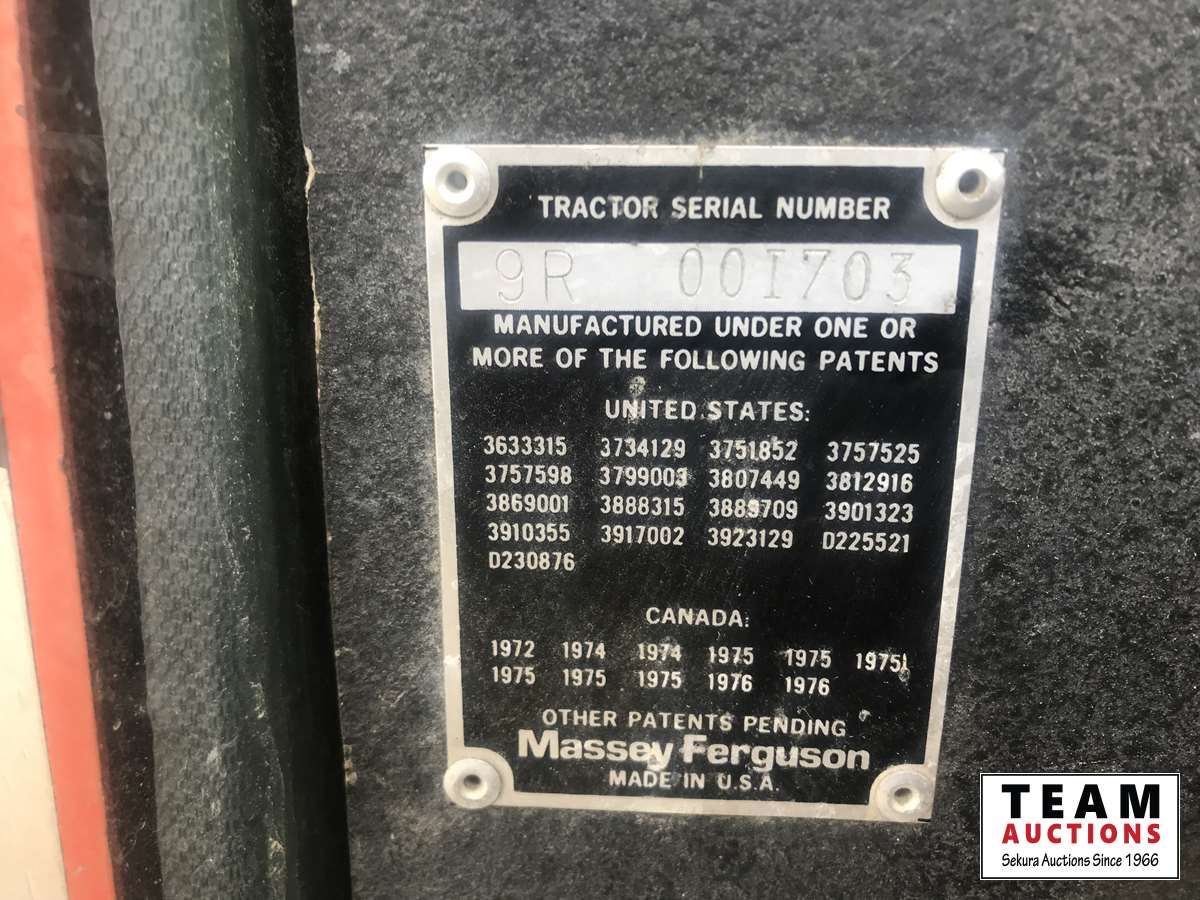 TRACTOR SERIAL NUMBER
9R 001703
MANUFACTURED UNDER ONE OR
MORE OF THE FOLLOWING PATENTS
UNITED STATES:
3633315 3734129 3751852 3757525
3757598 3799003 3807449 3812916
3869001 3888315 3889709 3901323
3910355 3917002 3923129 D225521
D230876
CANADA:
1972 1974 1974 1975 1975 1975
1975 1975 1975 1976 1976
OTHER PATENTS PENDING
Massey Ferguson
MADE IN U.S.A.
TEAM
AUCTIONS
Sekura Auctions Since 1966